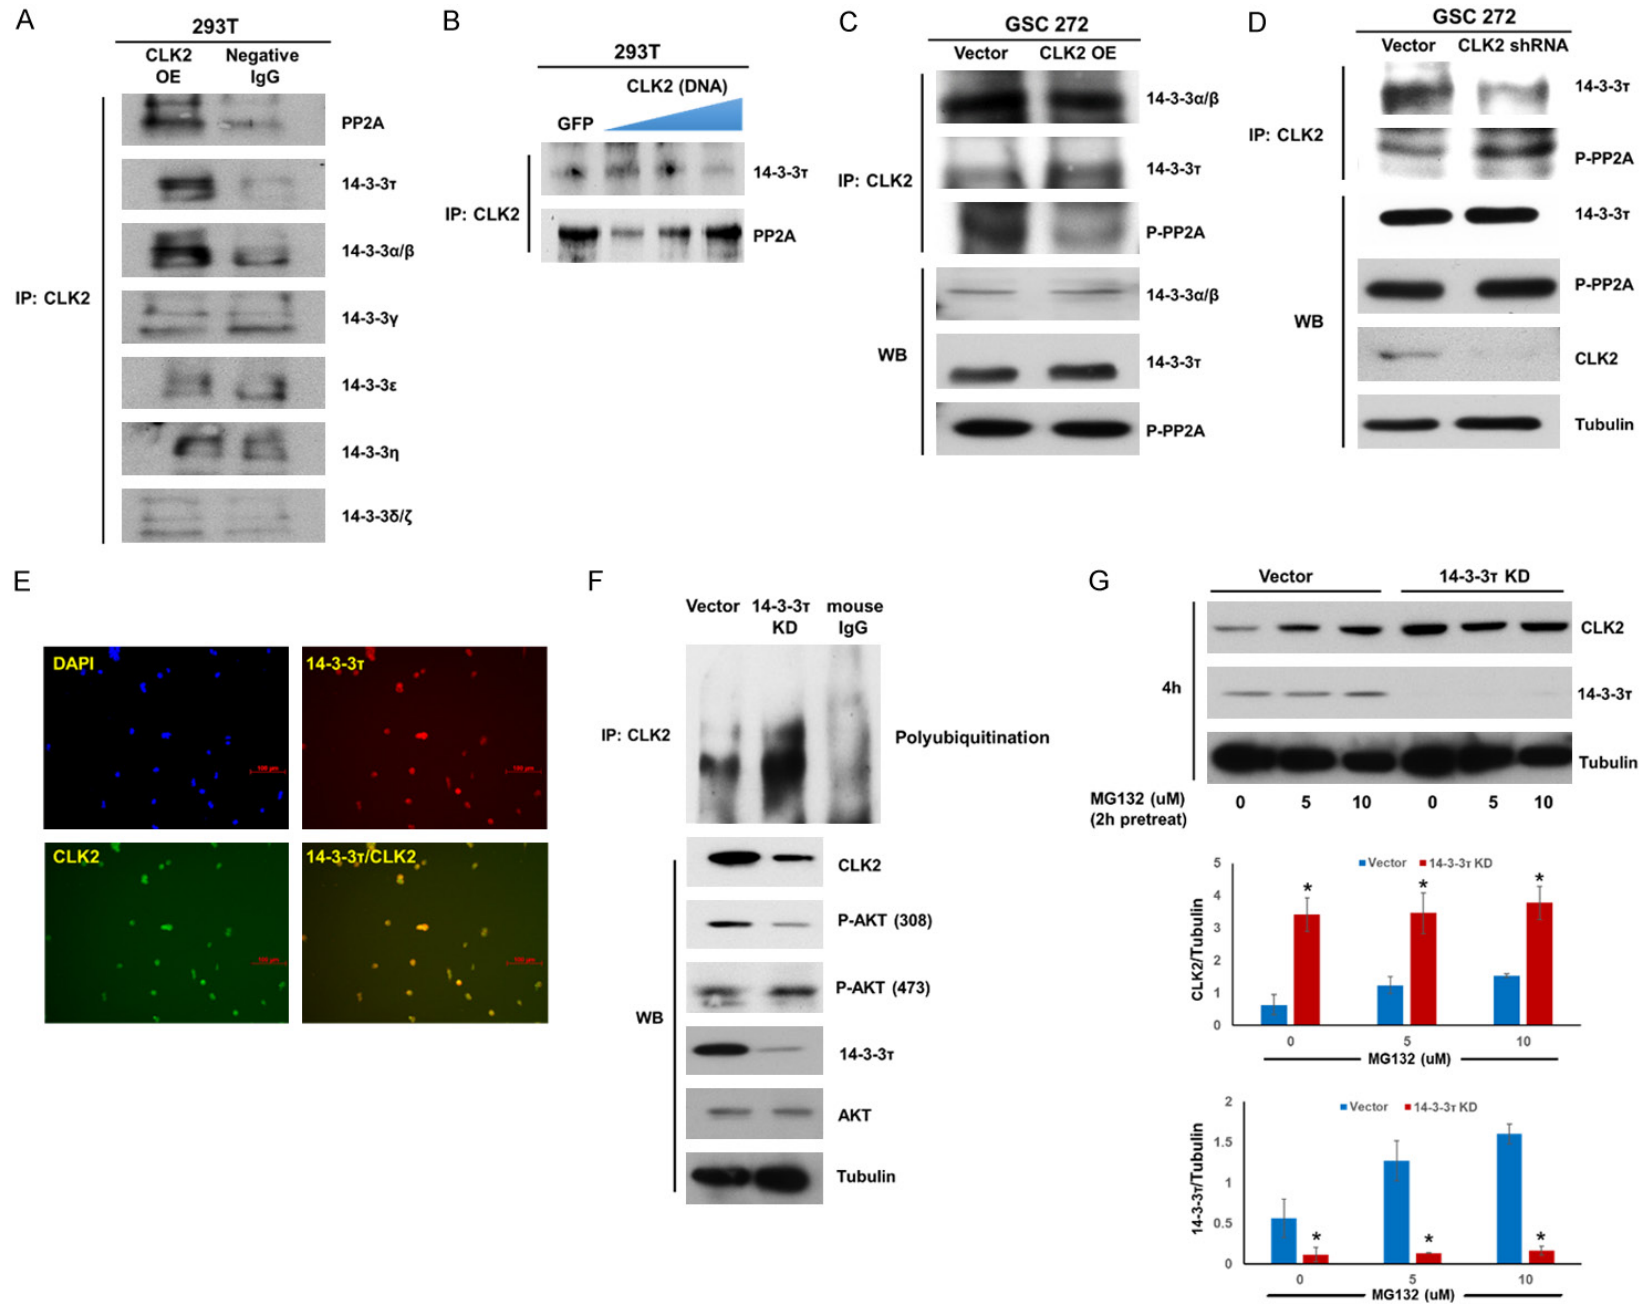 A
293T
CLK2 OE
Negative IgG
IP: CLK2
PP2A
14-3-3τ
14-3-3α/β
14-3-3γ
14-3-3ε
14-3-3η
14-3-3δ/ζ
B
293T
CLK2 (DNA)
GFP
IP: CLK2
14-3-3τ
PP2A
C
GSC 272
Vector CLK2 OE
IP: CLK2
14-3-3α/β
14-3-3τ
P-PP2A
WB
14-3-3α/β
14-3-3τ
P-PP2A
D
GSC 272
Vector CLK2 shRNA
IP: CLK2
14-3-3τ
P-PP2A
WB
14-3-3τ
P-PP2A
CLK2
Tubulin
E
DAPI
100 μm
14-3-3τ
100 μm
CLK2
100 μm
14-3-3τ/CLK2
100 μm
F
Vector
14-3-3τ KD
mouse IgG
IP: CLK2
Polyubiquitination
WB
CLK2
P-AKT (308)
P-AKT (473)
14-3-3τ
AKT
Tubulin
G
Vector 14-3-3τ KD
4h
CLK2
14-3-3τ
Tubulin
MG132 (uM) 0 5 10 0 5 10
(2h pretreat)
CLK2/Tubulin
5
4
3
2
1
0
Vector 14-3-3τ KD
* * *
0 5 10
MG132 (uM)
14-3-3τ/Tubulin
2
1.5
1
0.5
0
Vector 14-3-3τ KD
* * *
0 5 10
MG132 (uM)